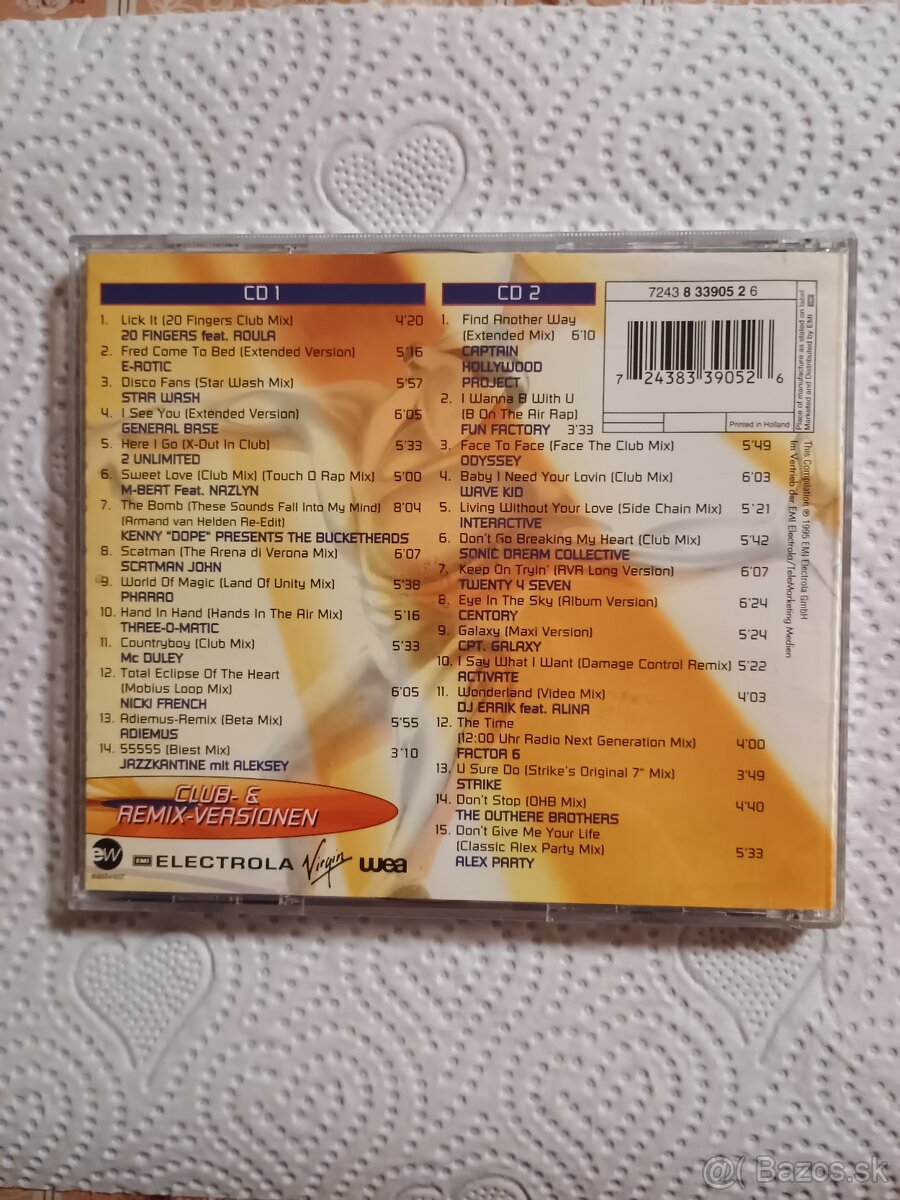 CD 1
1. Lick It (20 Fingers Club Mix) 4'20
20 FINGERS feat. ROULA
2. Fred Come To Bed (Extended Version) 5'16
E-ROTIC
3. Disco Fans (Star Wash Mix) 5'57
STAR WASH
4. I See You (Extended Version) 6'05
GENERAL BASE
5. Here I Go (X-Out In Club) 5'33
2 UNLIMITED
6. Sweet Love (Club Mix) (Touch O Rap Mix) 5'00
M-BEAT Feat. NAZLYN
7. The Bomb (These Sounds Fall Into My Mind) 8'04
(Armand van Helden Re-Edit)
KENNY "DOPE" PRESENTS THE BUCKETHEADS
8. Scatman (The Arena di Verona Mix) 6'07
SCATMAN JOHN
9. World Of Magic (Land Of Unity Mix) 5'38
PHARAO
10. Hand In Hand (Hands In The Air Mix) 5'16
THREE-O-MATIC
11. Countryboy (Club Mix) 5'33
Mc DULEY
12. Total Eclipse Of The Heart
(Mobius Loop Mix) 6'05
NICKI FRENCH
13. Adiemus-Remix (Beta Mix) 5'55
ADIEMUS
14. 55555 (Biest Mix) 3'10
JAZZKANTINE mit ALEKSEY
CLUB- &
REMIX-VERSIONEN
ew
eastwest
EMI ELECTROLA Virgin wea
CD 2
1. Find Another Way
(Extended Mix) 6'10
CAPTAIN
HOLLYWOOD
PROJECT
2. I Wanna B With U
(B On The Air Rap)
FUN FACTORY 3'33
3. Face To Face (Face The Club Mix) 5'49
ODYSSEY
4. Baby I Need Your Lovin (Club Mix) 6'03
WAVE KID
5. Living Without Your Love (Side Chain Mix) 5'21
INTERACTIVE
6. Don't Go Breaking My Heart (Club Mix) 5'42
SONIC DREAM COLLECTIVE
7. Keep On Tryin' (RVR Long Version) 6'07
TWENTY 4 SEVEN
8. Eye In The Sky (Album Version) 6'24
CENTORY
9. Galaxy (Maxi Version) 5'24
CPT. GALAXY
10. I Say What I Want (Damage Control Remix) 5'22
ACTIVATE
11. Wonderland (Video Mix) 4'03
DJ ERRIK feat. ALINA
12. The Time
(12:00 Uhr Radio Next Generation Mix) 4'00
FACTOR 6
13. U Sure Do (Strike's Original 7" Mix) 3'49
STRIKE
14. Don't Stop (OHB Mix) 4'40
THE OUTHERE BROTHERS
15. Don't Give Me Your Life
(Classic Alex Party Mix) 5'33
ALEX PARTY
7243 8 33905 2 6
7 24383 39052 6
Printed in Holland
Place of manufacture as stated on label
Marketed and Distributed by EMI
This Compilation ℗ 1995 EMI Electrola GmbH
Im Vertrieb der EMI Electrola/TeleMarketing Medien
@ Bazos.sk